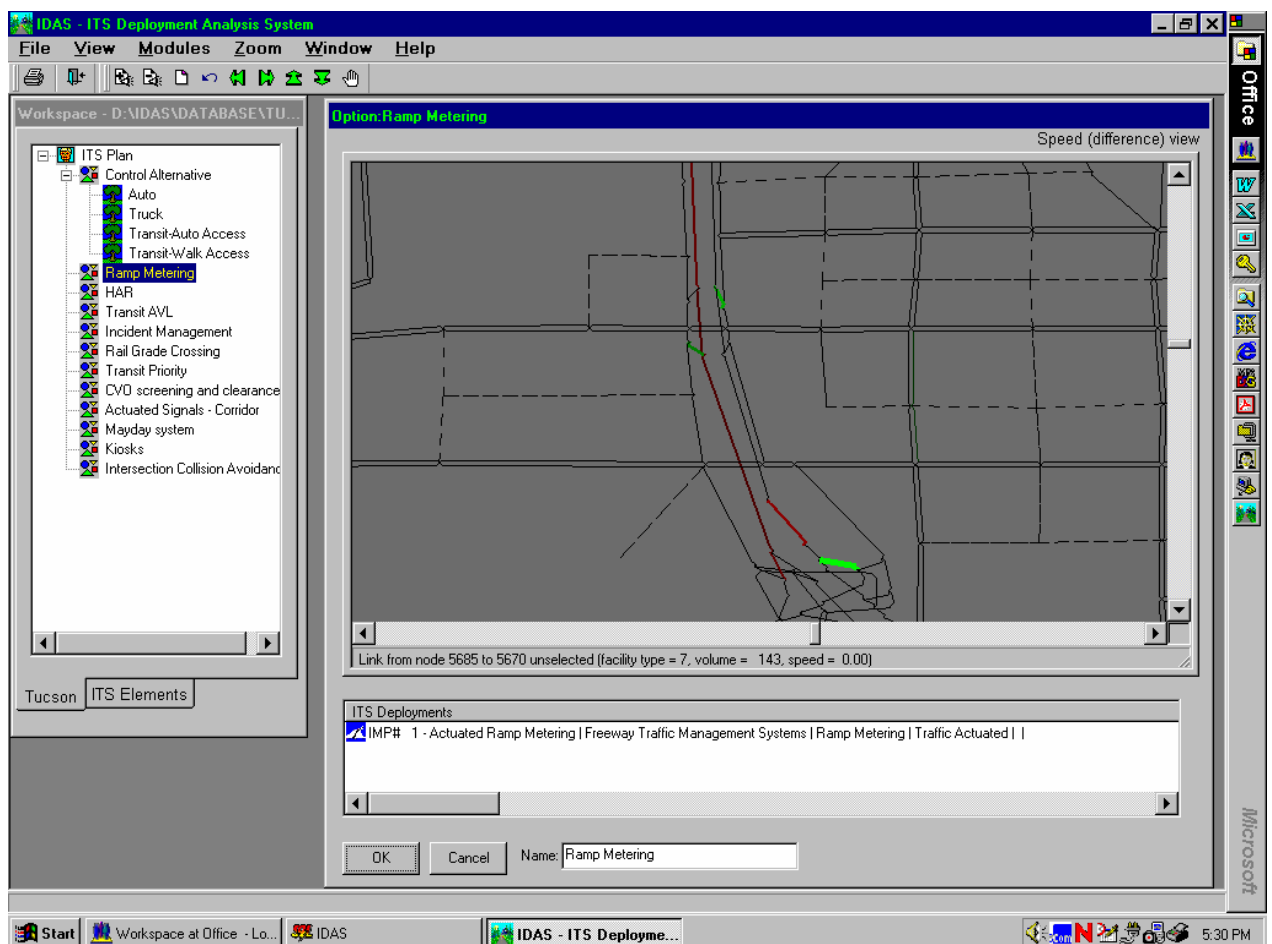 IDAS - ITS Deployment Analysis System
File View Modules Zoom Window Help
Office
Workspace - D:\IDAS\DATABASE\TU...
ITS Plan
Control Alternative
Auto
Truck
Transit-Auto Access
Transit-Walk Access
Ramp Metering
HAR
Transit AVL
Incident Management
Rail Grade Crossing
Transit Priority
CVO screening and clearance
Actuated Signals - Corridor
Mayday system
Kiosks
Intersection Collision Avoidanc
Tucson ITS Elements
Option:Ramp Metering
Speed (difference) view
Link from node 5685 to 5670 unselected (facility type = 7, volume = 143, speed = 0.00)
ITS Deployments
IMP# 1 - Actuated Ramp Metering | Freeway Traffic Management Systems | Ramp Metering | Traffic Actuated | |
OK Cancel Name: Ramp Metering
Microsoft
Start Workspace at Office - Lo... IDAS IDAS - ITS Deployme... 5:30 PM